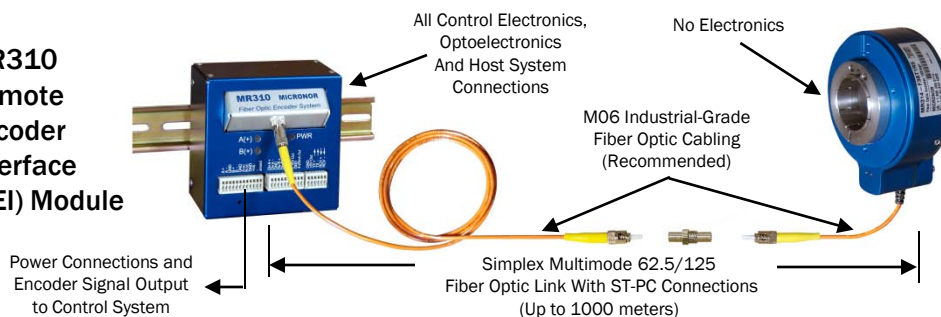 R310
mote
coder
erface
EI) Module
All Control Electronics,
Optoelectronics
And Host System
Connections
No Electronics
MR310 MICRONOR
Fiber Optic Encoder System
A(+)
PWR
B(+)
M06 Industrial-Grade
Fiber Optic Cabling
(Recommended)
Power Connections and
Encoder Signal Output
to Control System
Simplex Multimode 62.5/125
Fiber Optic Link With ST-PC Connections
(Up to 1000 meters)